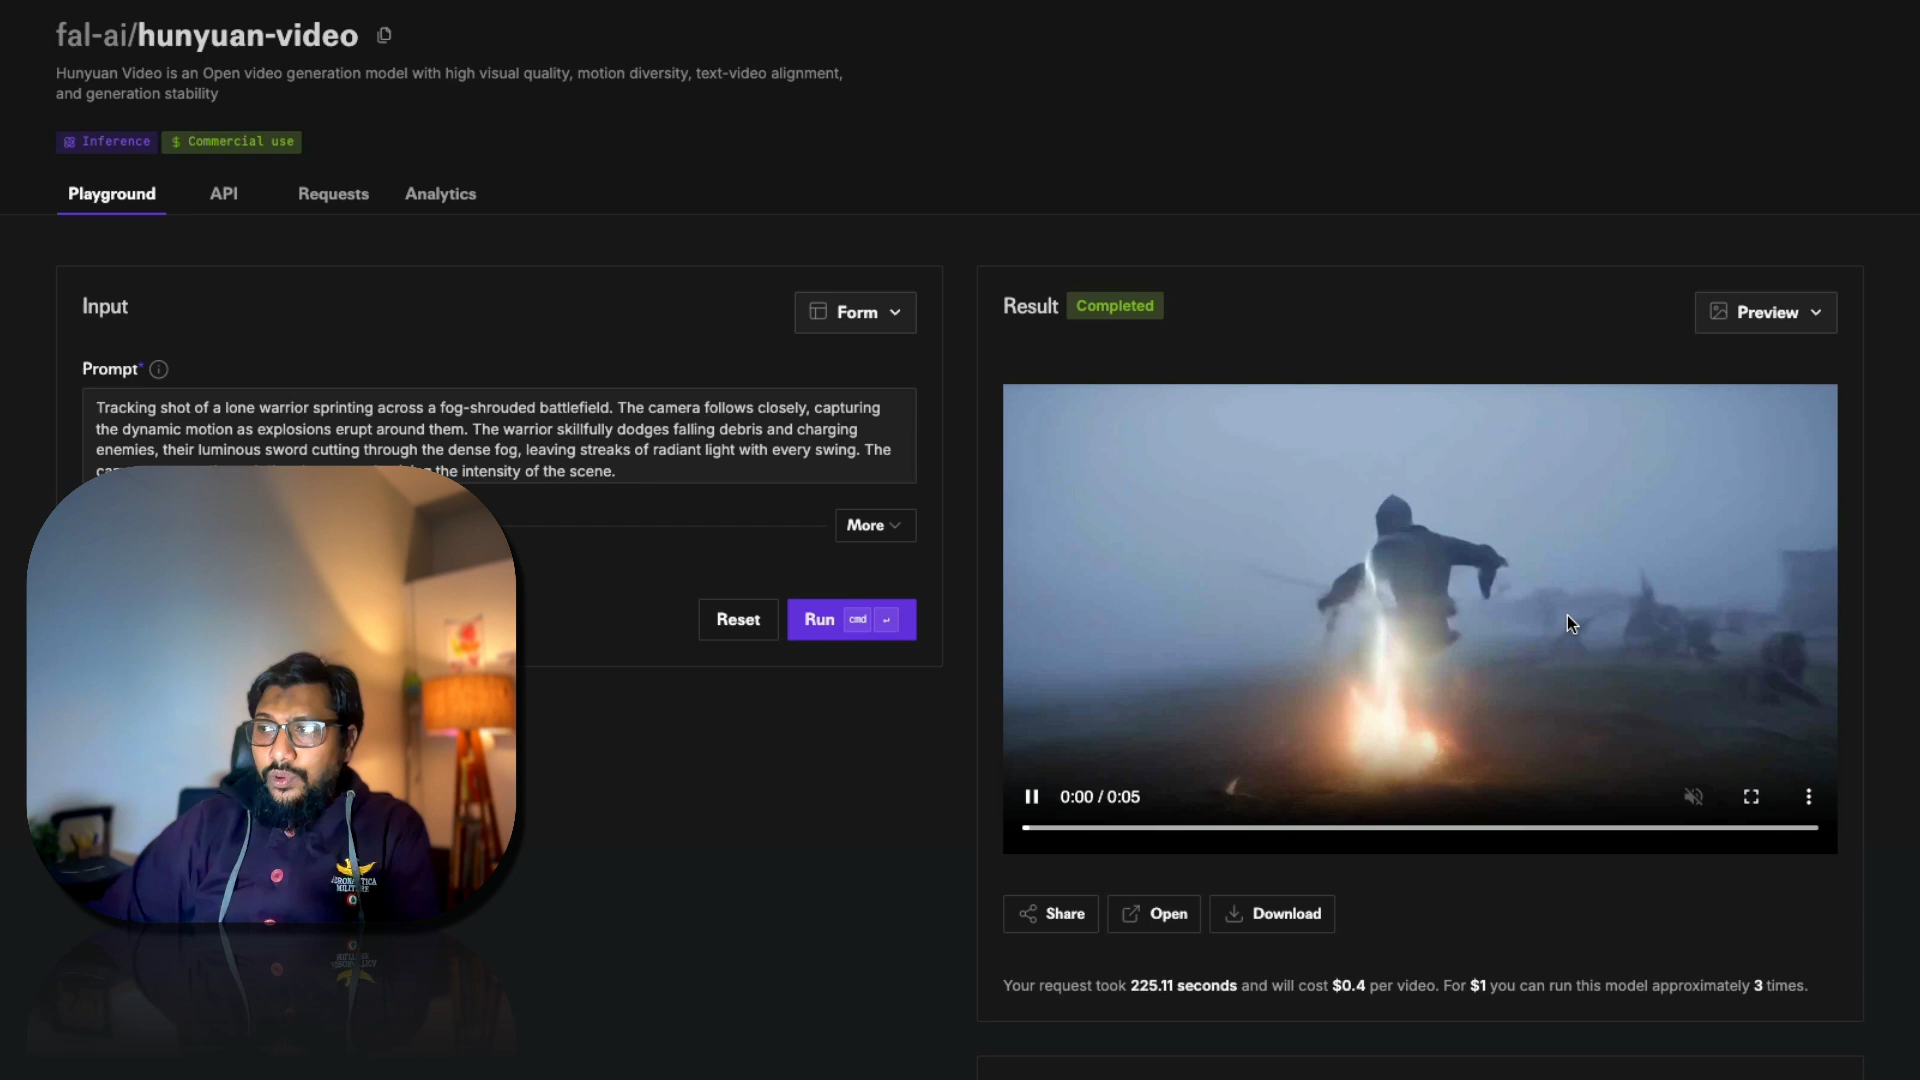 fal-ai/hunyuan-video
Hunyuan Video is an Open video generation model with high visual quality, motion diversity, text-video alignment,
and generation stability
Inference
$ Commercial use
Playground
API
Requests
Analytics
Input
Form
Prompt*
Tracking shot of a lone warrior sprinting across a fog-shrouded battlefield. The camera follows closely, capturing
the dynamic motion as explosions erupt around them. The warrior skillfully dodges falling debris and charging
enemies, their luminous sword cutting through the dense fog, leaving streaks of radiant light with every swing. The
the intensity of the scene.
More
Reset
Run cmd
Result
Completed
Preview
0:00 / 0:05
Share
Open
Download
Your request took 225.11 seconds and will cost $0.4 per video. For $1 you can run this model approximately 3 times.